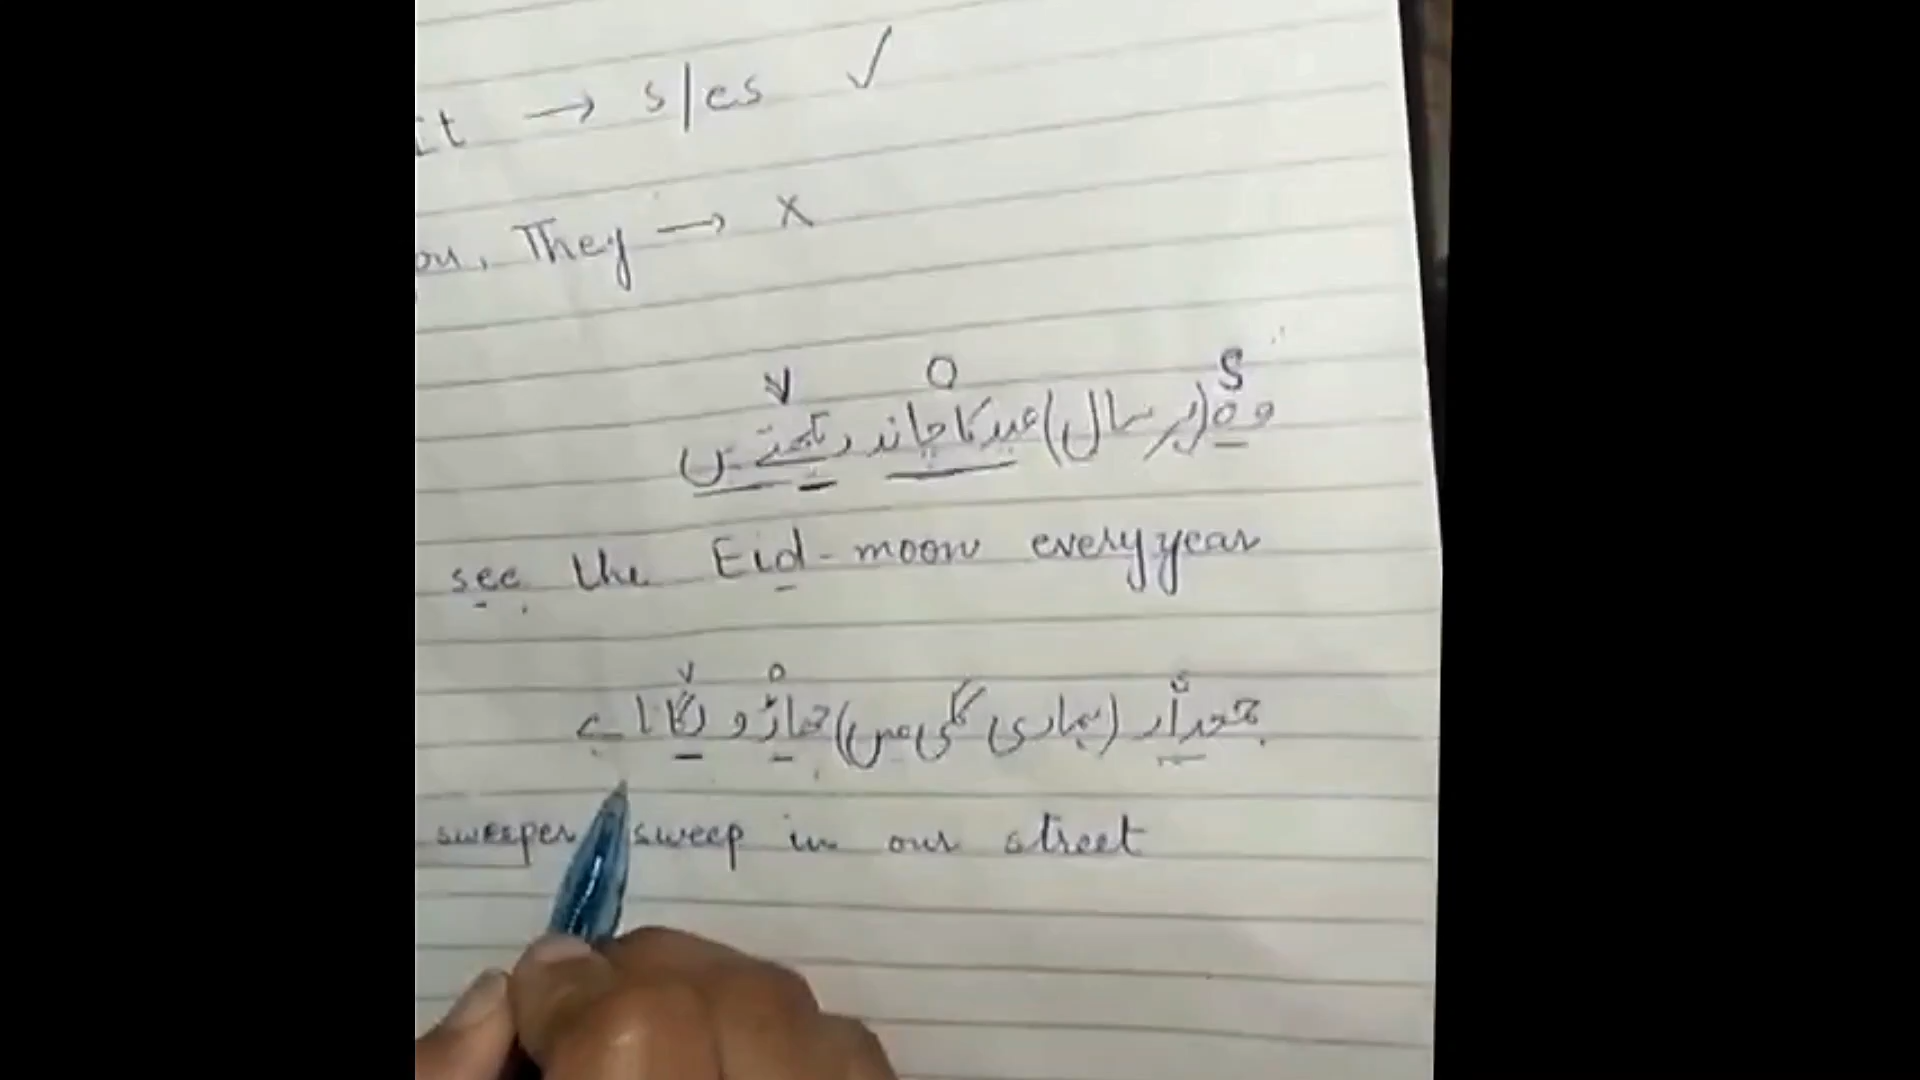 it → s/es ✓
ou, They → x
V O S
وہ (ہر سال) عید کا چاند دیکھتے ہیں
see the Eid-moon every year
V O S
جمعدار (ہماری گلی میں) جھاڑو لگاتا ہے
sweeper sweep in our street